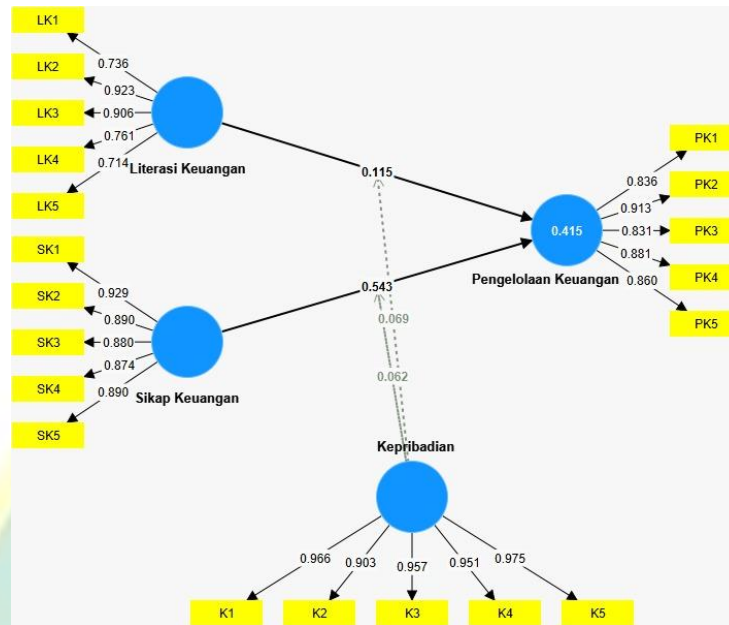 LK1
LK2
LK3
LK4
LK5
0.736
0.923
0.906
0.761
0.714
Literasi Keuangan
SK1
SK2
SK3
SK4
SK5
0.929
0.890
0.880
0.874
0.890
Sikap Keuangan
0.115
0.543
0.069
0.062
0.415
Pengelolaan Keuangan
0.836
0.913
0.831
0.881
0.860
PK1
PK2
PK3
PK4
PK5
Kepribadian
0.966
0.903
0.957
0.951
0.975
K1
K2
K3
K4
K5